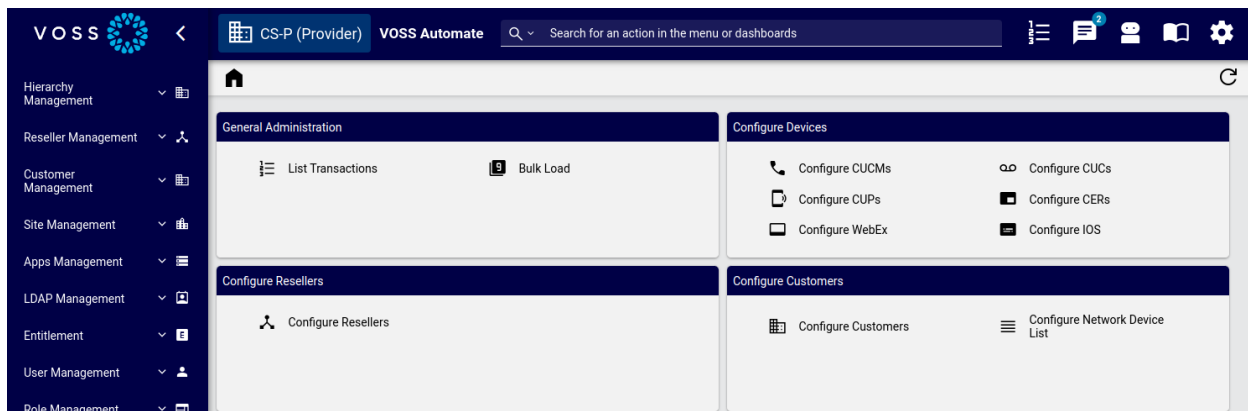 VOSS
CS-P (Provider)
VOSS Automate
Search for an action in the menu or dashboards
2
Hierarchy
Management
Reseller Management
Customer
Management
Site Management
Apps Management
LDAP Management
Entitlement
E
User Management
Role Management
General Administration
List Transactions
9
Bulk Load
Configure Devices
Configure CUCMs
Configure CUCs
Configure CUPs
Configure CERs
Configure WebEx
Configure IOS
Configure Resellers
Configure Resellers
Configure Customers
Configure Customers
Configure Network Device
List